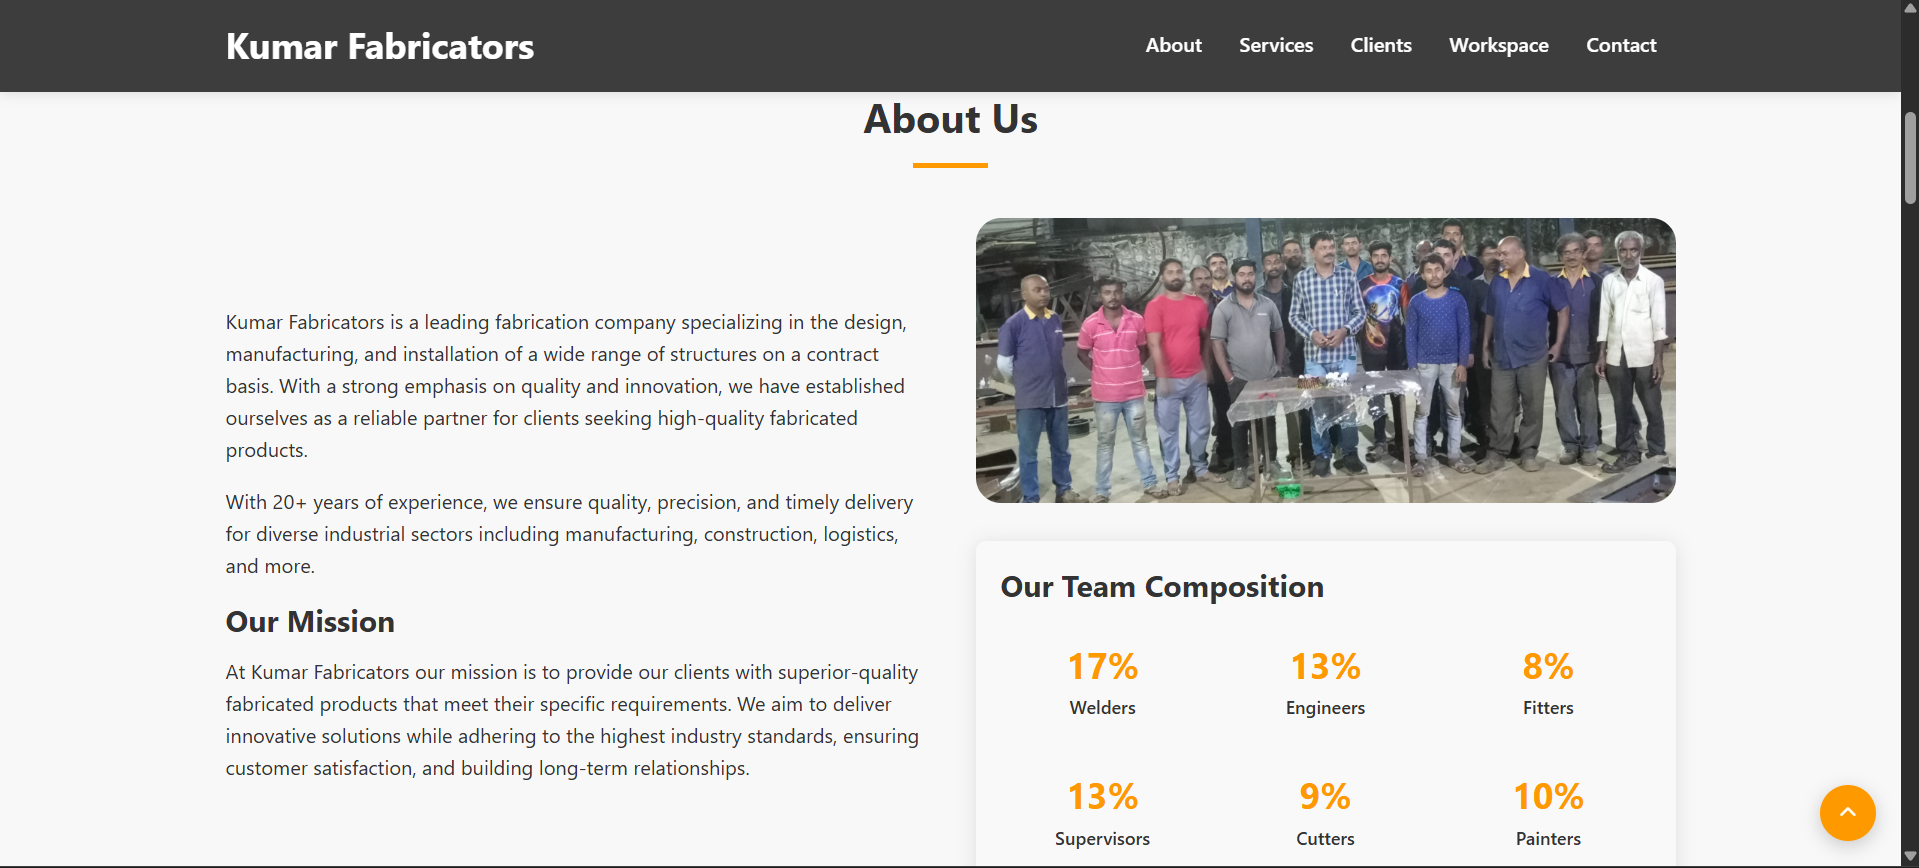 Kumar Fabricators
About Services Clients Workspace Contact
About Us
Kumar Fabricators is a leading fabrication company specializing in the design,
manufacturing, and installation of a wide range of structures on a contract
basis. With a strong emphasis on quality and innovation, we have established
ourselves as a reliable partner for clients seeking high-quality fabricated
products.
With 20+ years of experience, we ensure quality, precision, and timely delivery
for diverse industrial sectors including manufacturing, construction, logistics,
and more.
Our Mission
At Kumar Fabricators our mission is to provide our clients with superior-quality
fabricated products that meet their specific requirements. We aim to deliver
innovative solutions while adhering to the highest industry standards, ensuring
customer satisfaction, and building long-term relationships.
Our Team Composition
17% 13% 8%
Welders Engineers Fitters
13% 9% 10%
Supervisors Cutters Painters